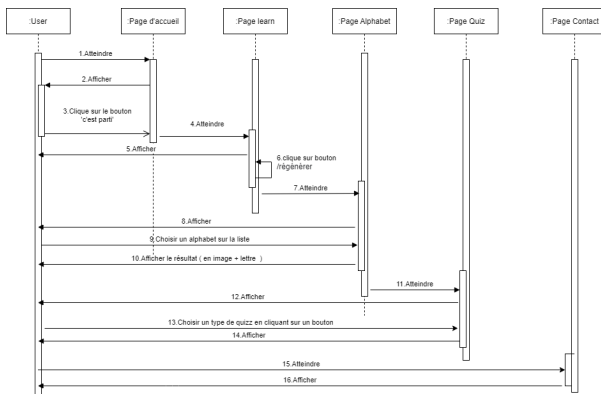 :User
:Page d'accueil
:Page learn
:Page Alphabet
:Page Quiz
:Page Contact
1.Atteindre
2.Afficher
3.Clique sur le bouton
'c'est parti'
4.Atteindre
5.Afficher
6.clique sur bouton
//régénérer
7.Atteindre
8.Afficher
9.Choisir un alphabet sur la liste
10.Afficher le résultat ( en image + lettre )
11.Atteindre
12.Afficher
13.Choisir un type de quizz en cliquant sur un bouton
14.Afficher
15.Atteindre
16.Afficher